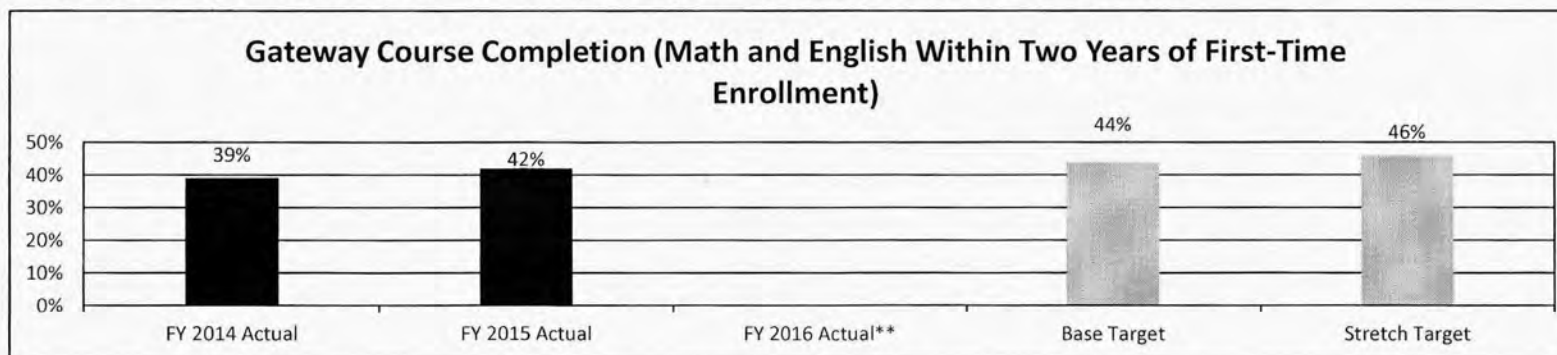 Gateway Course Completion (Math and English Within Two Years of First-Time
Enrollment)
50%
40%
30%
20%
10%
0%
39%
42%
44%
46%
FY 2014 Actual
FY 2015 Actual
FY 2016 Actual**
Base Target
Stretch Target